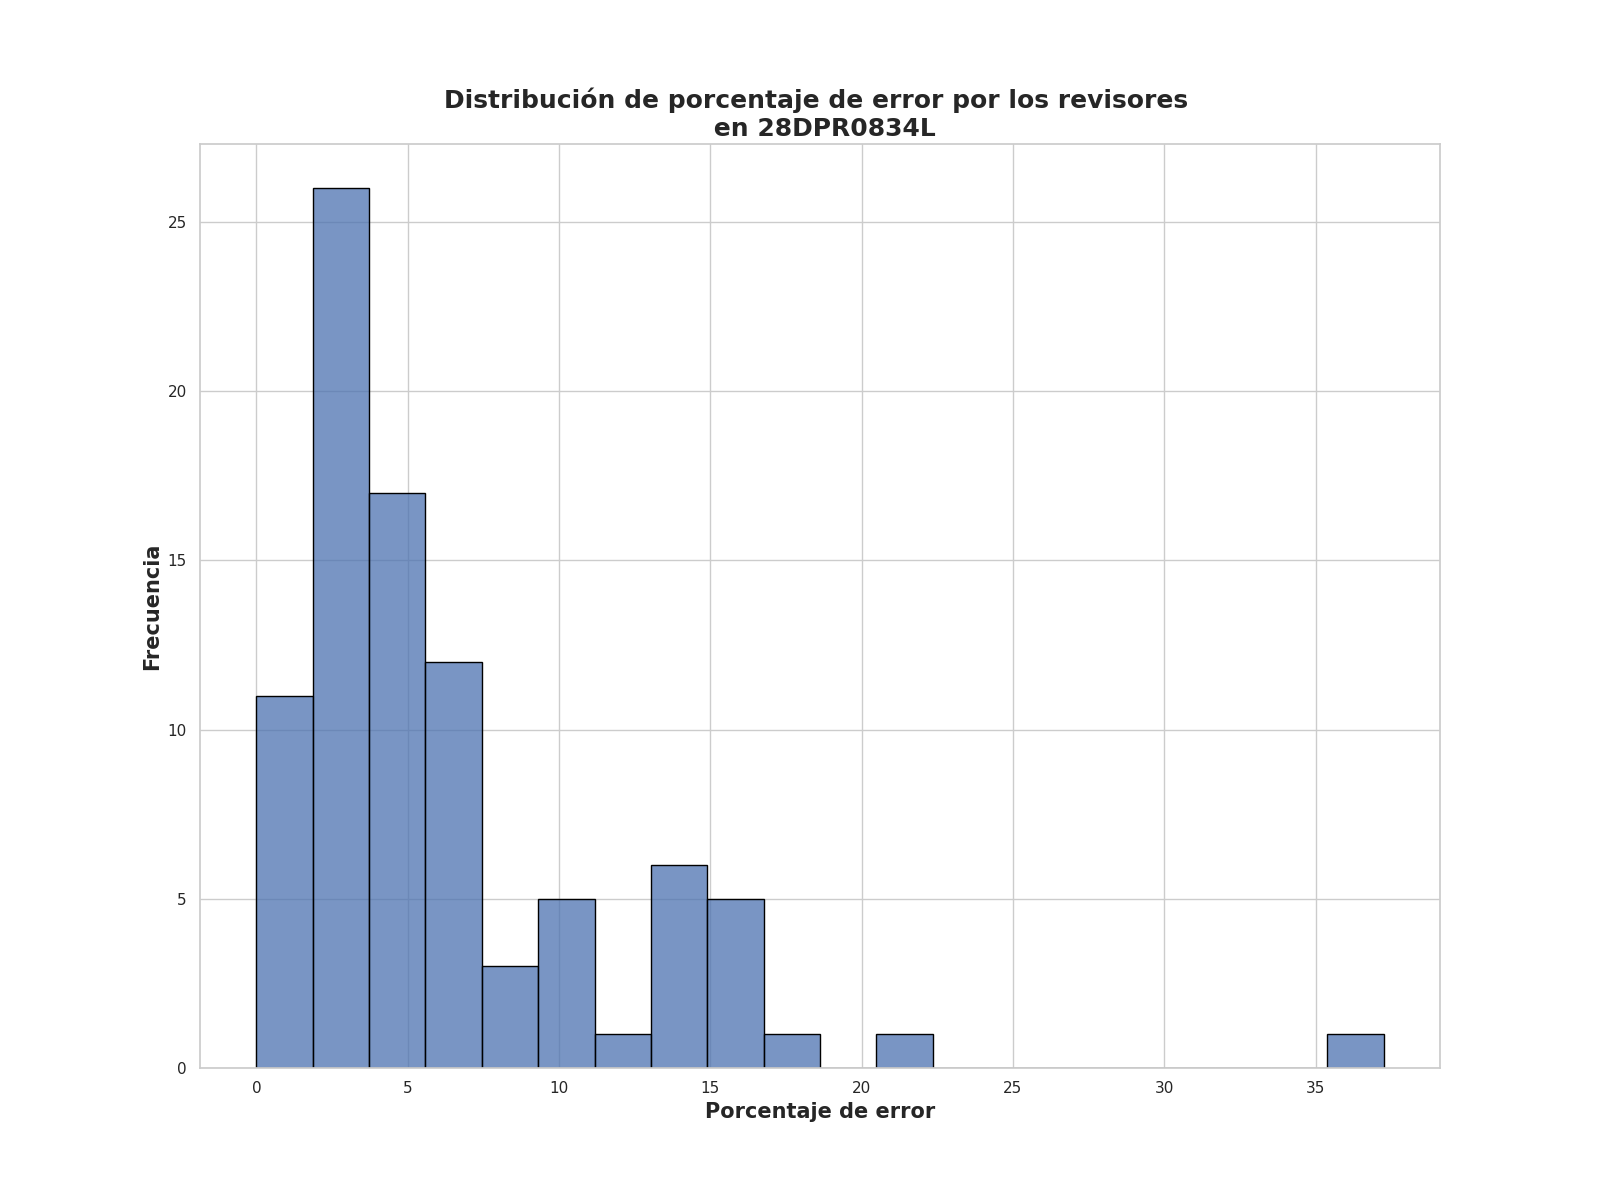 Distribución de porcentaje de error por los revisores
en 28DPR0834L
Frecuencia
25
20
15
10
5
0
0 5 10 15 20 25 30 35
Porcentaje de error